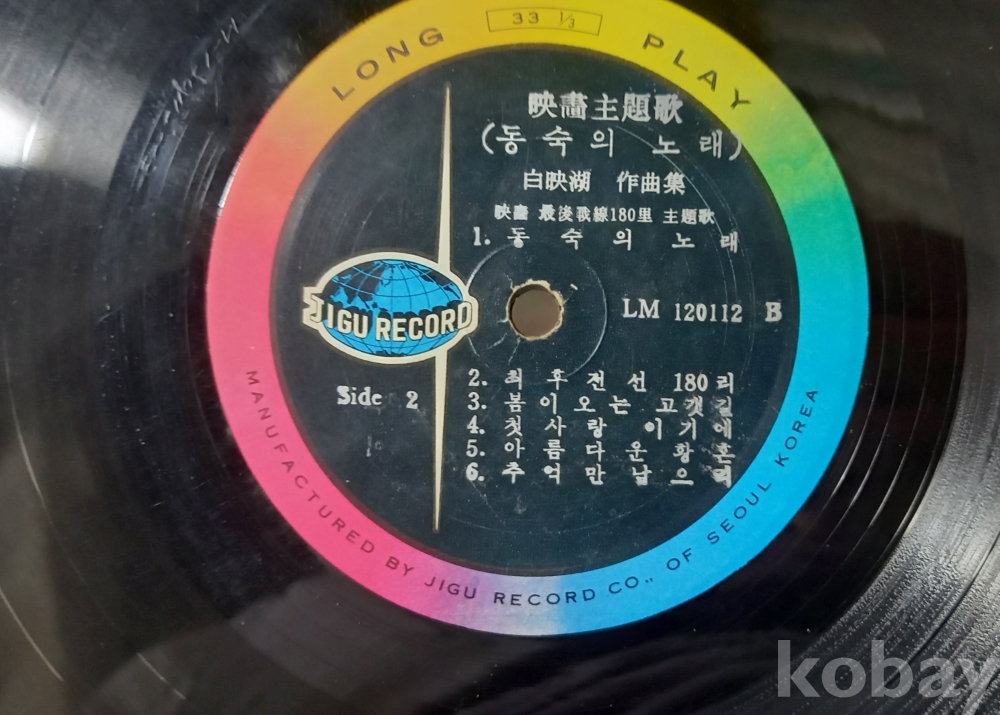 33 1/3
LONG PLAY
映畵主題歌
(동숙의 노래)
白映湖 作曲集
映畵 最後戰線180里 主題歌
1. 동숙의 노래
JIGU RECORD
LM 120112 B
Side 2
2. 최후전선 180리
3. 봄이오는 고갯길
4. 첫사랑 이기에
5. 아름다운황혼
6. 추억만 남으리
MANUFACTURED BY JIGU RECORD CO., OF SEOUL KOREA
kobay